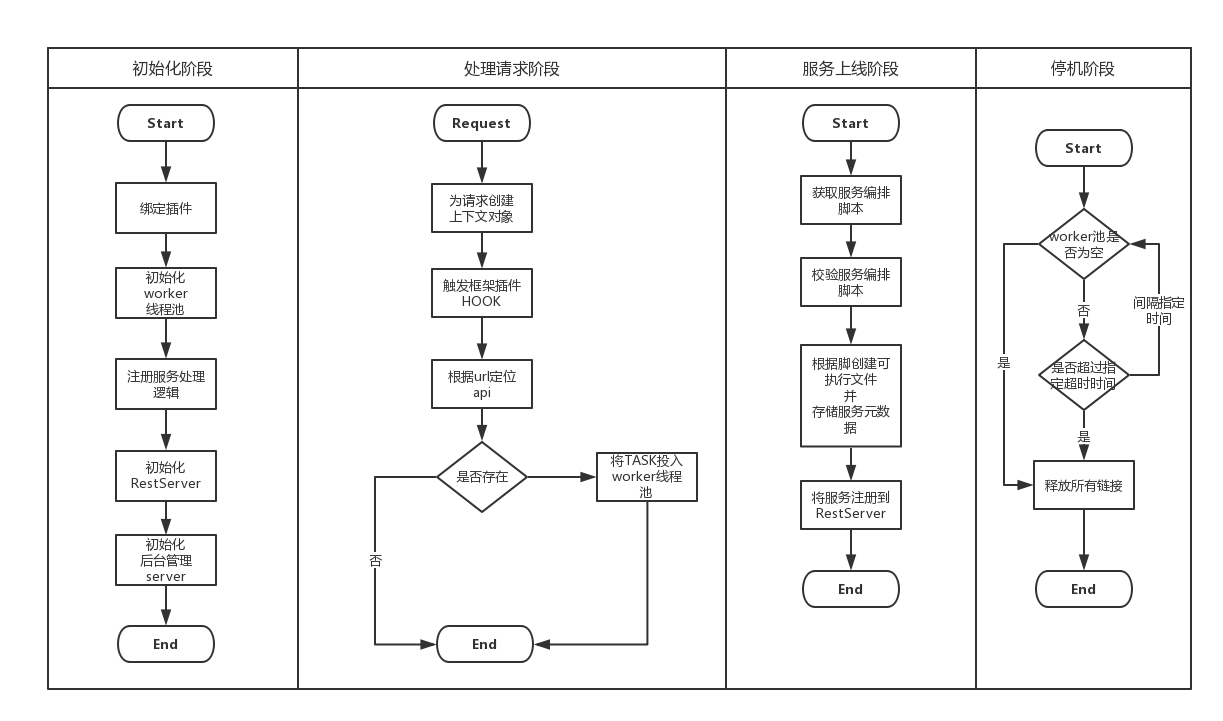 初始化阶段
处理请求阶段
服务上线阶段
停机阶段
Start
绑定插件
初始化
worker
线程池
注册服务处理
逻辑
初始化
RestServer
初始化
后台管理
server
End
Request
为请求创建
上下文对象
触发框架插件
HOOK
根据url定位
api
是否存在
将TASK投入
worker线程
池
否
End
Start
获取服务编排
脚本
校验服务编排
脚本
根据脚创建可
执行文件
并
存储服务元数
据
将服务注册到
RestServer
End
Start
worker池是
否为空
否
间隔指定
时间
是
是否超过指
定超时时间
是
释放所有链接
End